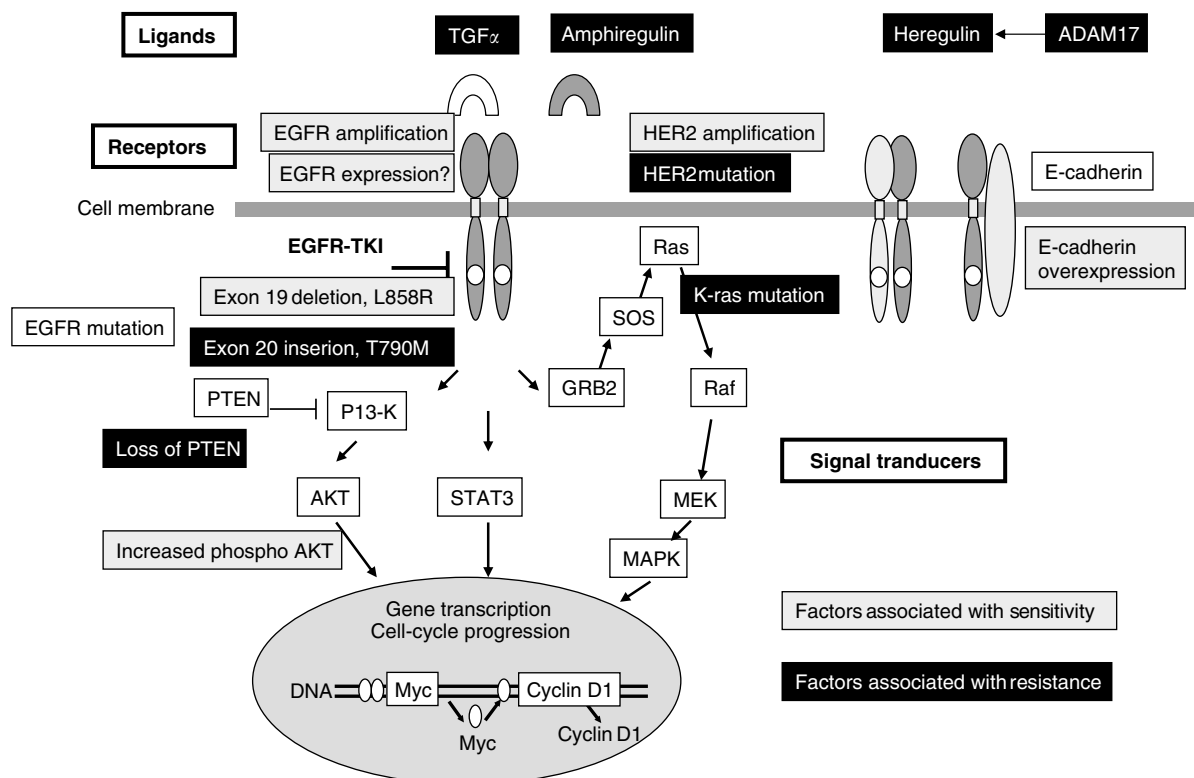 Ligands
TGFα
Amphiregulin
Heregulin
ADAM17
EGFR amplification
HER2 amplification
Receptors
EGFR expression?
HER2 mutation
E-cadherin
Cell membrane
EGFR-TKI
Ras
E-cadherin
overexpression
Exon 19 deletion, L858R
K-ras mutation
EGFR mutation
SOS
Exon 20 inserion, T790M
PTEN
P13-K
GRB2
Raf
Loss of PTEN
Signal tranducers
AKT
STAT3
MEK
Increased phospho AKT
MAPK
Gene transcription
Cell-cycle progression
Factors associated with sensitivity
DNA
Myc
Cyclin D1
Factors associated with resistance
Myc
Cyclin D1